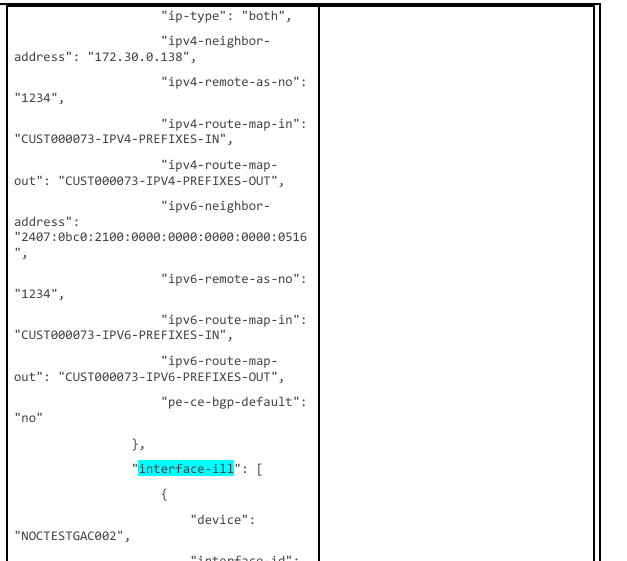 "ip-type": "both",
"ipv4-neighbor-
address": "172.30.0.138",
"ipv4-remote-as-no":
"1234",
"ipv4-route-map-in":
"CUST000073-IPV4-PREFIXES-IN",
"ipv4-route-map-
out": "CUST000073-IPV4-PREFIXES-OUT",
"ipv6-neighbor-
address":
"2407:0bc0:2100:0000:0000:0000:0000:0516
",
"ipv6-remote-as-no":
"1234",
"ipv6-route-map-in":
"CUST000073-IPV6-PREFIXES-IN",
"ipv6-route-map-
out": "CUST000073-IPV6-PREFIXES-OUT",
"pe-ce-bgp-default":
"no"
},
"interface-ill": [
{
"device":
"NOCTESTGAC002",
"interface-id":